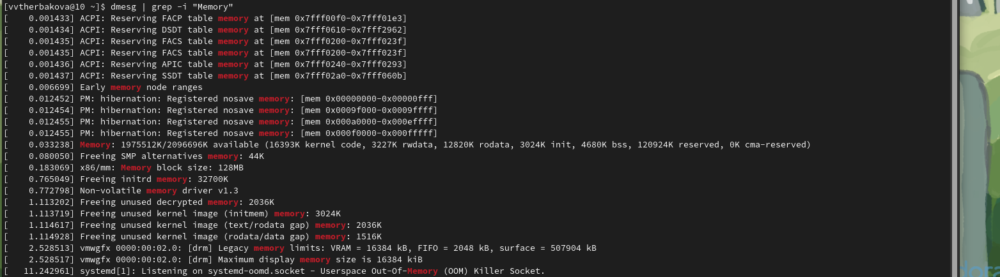 [vvtherbakova@10 ~]$ dmesg | grep -i "Memory"
[    0.001433] ACPI: Reserving FACP table memory at [mem 0x7fff00f0-0x7fff01e3]
[    0.001434] ACPI: Reserving DSDT table memory at [mem 0x7fff0610-0x7fff2962]
[    0.001435] ACPI: Reserving FACS table memory at [mem 0x7fff0200-0x7fff023f]
[    0.001435] ACPI: Reserving FACS table memory at [mem 0x7fff0200-0x7fff023f]
[    0.001436] ACPI: Reserving APIC table memory at [mem 0x7fff0240-0x7fff0293]
[    0.001437] ACPI: Reserving SSDT table memory at [mem 0x7fff02a0-0x7fff060b]
[    0.006699] Early memory node ranges
[    0.012452] PM: hibernation: Registered nosave memory: [mem 0x00000000-0x00000fff]
[    0.012454] PM: hibernation: Registered nosave memory: [mem 0x0009f000-0x0009ffff]
[    0.012455] PM: hibernation: Registered nosave memory: [mem 0x000a0000-0x000effff]
[    0.012455] PM: hibernation: Registered nosave memory: [mem 0x000f0000-0x000fffff]
[    0.033238] Memory: 1975512K/2096696K available (16393K kernel code, 3227K rwdata, 12820K rodata, 3024K init, 4680K bss, 120924K reserved, 0K cma-reserved)
[    0.080050] Freeing SMP alternatives memory: 44K
[    0.183069] x86/mm: Memory block size: 128MB
[    0.765049] Freeing initrd memory: 32700K
[    0.772798] Non-volatile memory driver v1.3
[    1.113202] Freeing unused decrypted memory: 2036K
[    1.113719] Freeing unused kernel image (initmem) memory: 3024K
[    1.114617] Freeing unused kernel image (text/rodata gap) memory: 2036K
[    1.114928] Freeing unused kernel image (rodata/data gap) memory: 1516K
[    2.528513] vmwgfx 0000:00:02.0: [drm] Legacy memory limits: VRAM = 16384 kB, FIFO = 2048 kB, surface = 507904 kB
[    2.528517] vmwgfx 0000:00:02.0: [drm] Maximum display memory size is 16384 kiB
[   11.242961] systemd[1]: Listening on systemd-oomd.socket - Userspace Out-Of-Memory (OOM) Killer Socket.